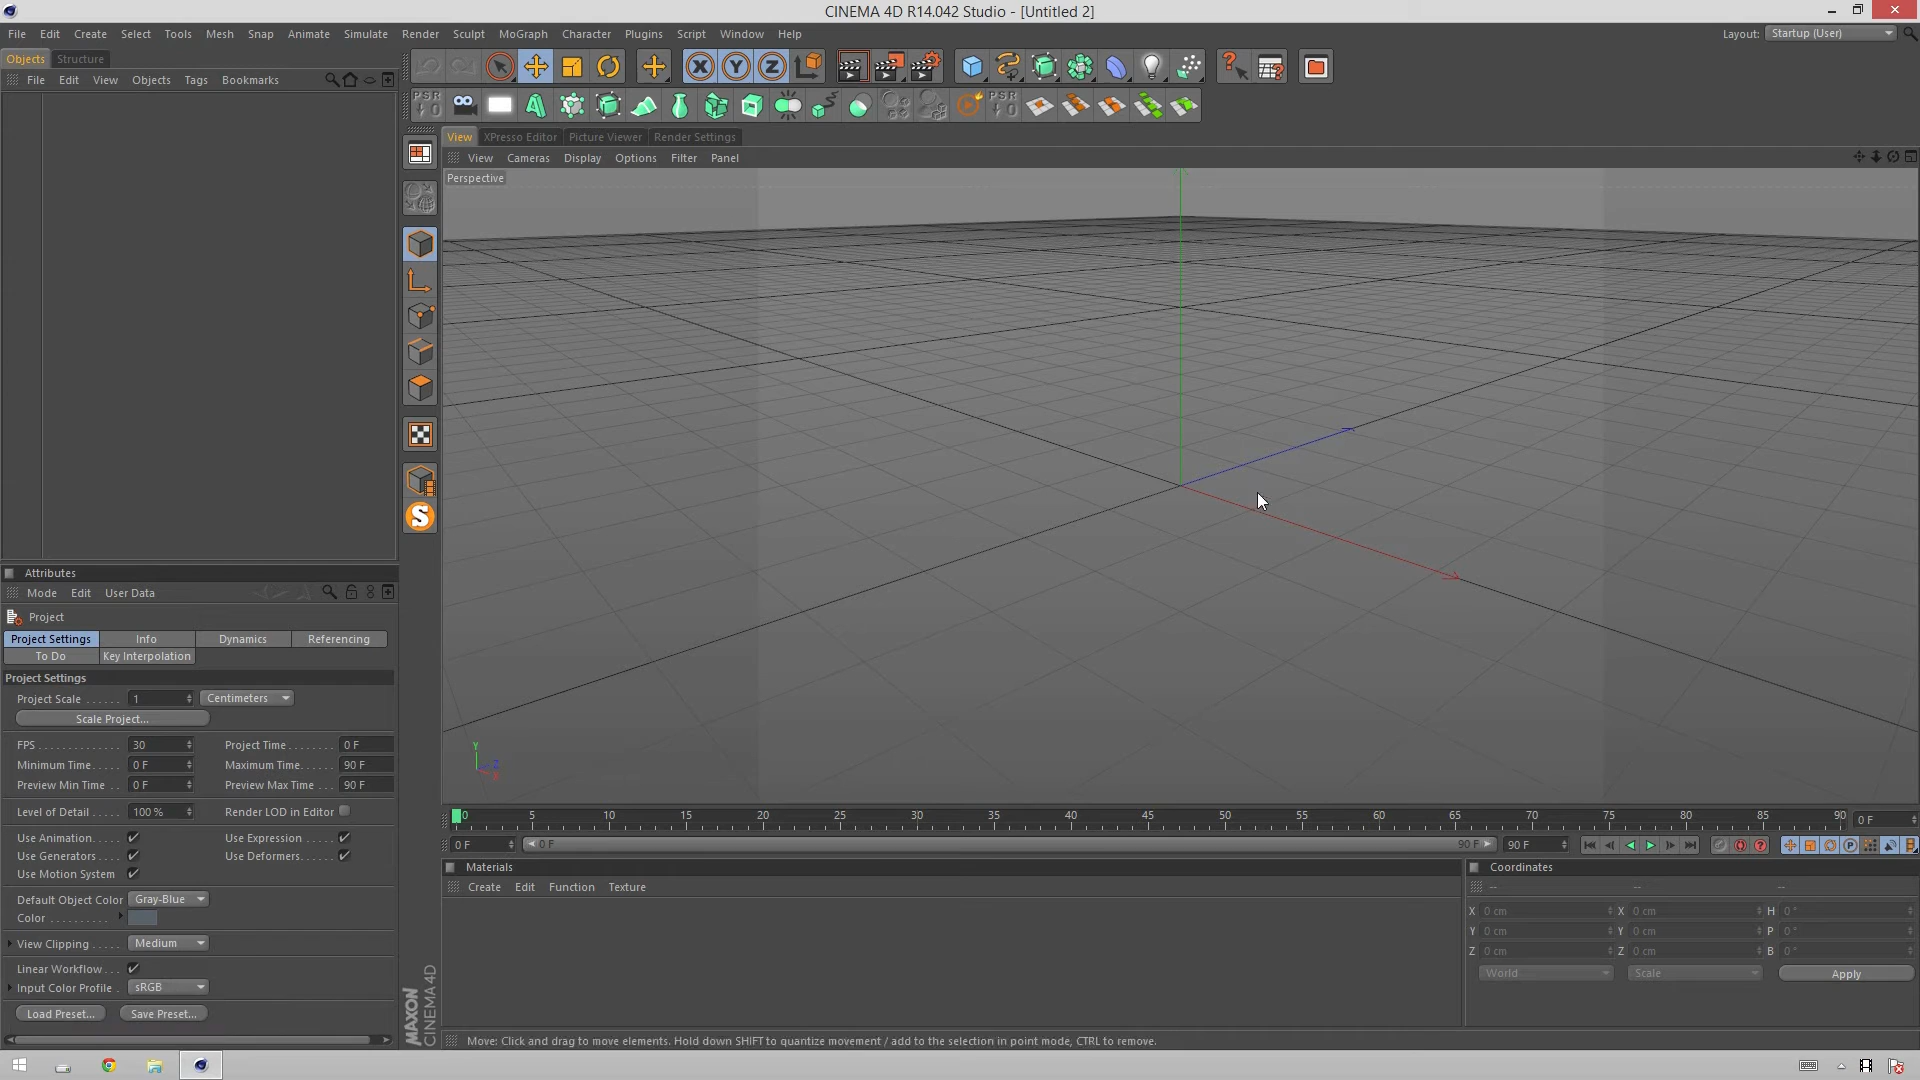 CINEMA 4D R14.042 Studio - [Untitled 2]
File Edit Create Select Tools Mesh Snap Animate Simulate Render Sculpt MoGraph Character Plugins Script Window Help Layout: Startup (User)
Objects Structure
File Edit View Objects Tags Bookmarks
PSR
PSR
View XPresso Editor Picture Viewer Render Settings
View Cameras Display Options Filter Panel
Perspective
Y
Z
X
Attributes
Mode Edit User Data
Project
Project Settings Info Dynamics Referencing
To Do Key Interpolation
Project Settings
Project Scale ...... 1 Centimeters
Scale Project...
FPS.............. 30 Project Time........ 0 F
Minimum Time..... 0 F Maximum Time..... 90 F
Preview Min Time .. 0 F Preview Max Time ... 90 F
Level of Detail ..... 100 % Render LOD in Editor
Use Animation.... Use Expression ....
Use Generators ... Use Deformers......
Use Motion System
Default Object Color Gray-Blue
Color ..........
View Clipping ..... Medium
Linear Workflow...
Input Color Profile . sRGB
Load Preset... Save Preset...
MAXON
CINEMA 4D
0 5 10 15 20 25 30 35 40 45 50 55 60 65 70 75 80 85 90 0 F
0 F 0 F 90 F 90 F
Materials
Create Edit Function Texture
Coordinates
-- -- --
X 0 cm X 0 cm H 0 °
Y 0 cm Y 0 cm P 0 °
Z 0 cm Z 0 cm B 0 °
World Scale Apply
Move: Click and drag to move elements. Hold down SHIFT to quantize movement / add to the selection in point mode, CTRL to remove.